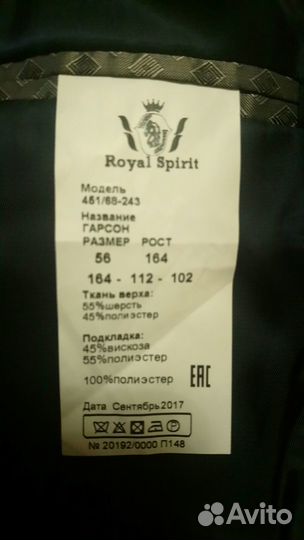 Royal Spirit
Модель
451/68-243
Название
ГАРСОН
РАЗМЕР РОСТ
56 164
164 - 112 - 102
Ткань верха:
55%шерсть
45%полиэстер
Подкладка:
45%вискоза
55%полиэстер
100%полиэстер
EAC
Дата Сентябрь2017
№ 20192/0000 П148
Avito